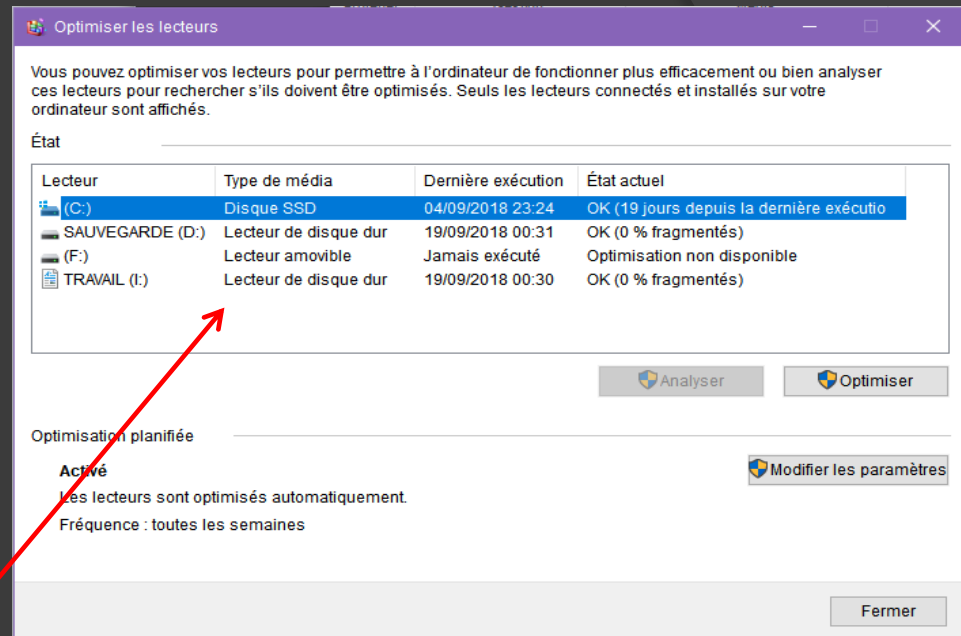 Optimiser les lecteurs
Vous pouvez optimiser vos lecteurs pour permettre à l'ordinateur de fonctionner plus efficacement ou bien analyser
ces lecteurs pour rechercher s'ils doivent être optimisés. Seuls les lecteurs connectés et installés sur votre
ordinateur sont affichés.
État
Lecteur Type de média Dernière exécution État actuel
(C:) Disque SSD 04/09/2018 23:24 OK (19 jours depuis la dernière exécutio
SAUVEGARDE (D:) Lecteur de disque dur 19/09/2018 00:31 OK (0 % fragmentés)
(F:) Lecteur amovible Jamais exécuté Optimisation non disponible
TRAVAIL (I:) Lecteur de disque dur 19/09/2018 00:30 OK (0 % fragmentés)
Analyser Optimiser
Optimisation planifiée
Activé Modifier les paramètres
Les lecteurs sont optimisés automatiquement.
Fréquence : toutes les semaines
Fermer